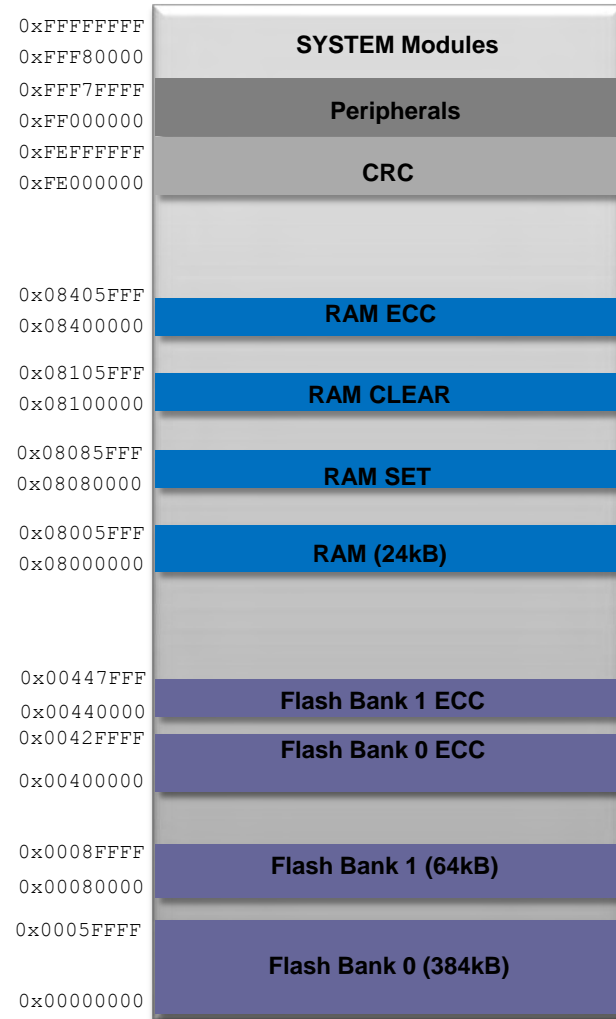 0xFFFFFFFF
SYSTEM Modules
0xFFF80000
0xFFF7FFFF
Peripherals
0xFF000000
0xFEFFFFFF
CRC
0xFE000000
0x08405FFF
RAM ECC
0x08400000
0x08105FFF
RAM CLEAR
0x08100000
0x08085FFF
RAM SET
0x08080000
0x08005FFF
RAM (24kB)
0x08000000
0x00447FFF
Flash Bank 1 ECC
0x00440000
0x0042FFFF
Flash Bank 0 ECC
0x00400000
0x0008FFFF
Flash Bank 1 (64kB)
0x00080000
0x0005FFFF
Flash Bank 0 (384kB)
0x00000000